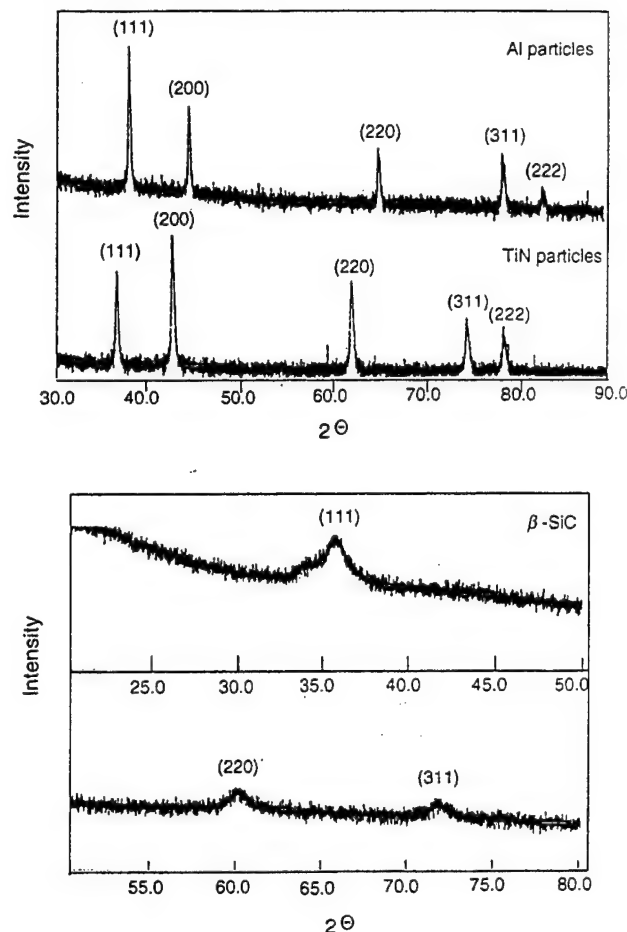 (111)
Al particles
(200)
(220)
(311)
(222)
Intensity
(111)
(200)
(220)
TiN particles
(311)
(222)
30.0 40.0 50.0 60.0 70.0 80.0 90.0
2Θ
(111)
β-SiC
25.0 30.0 35.0 40.0 45.0 50.0
Intensity
(220)
(311)
55.0 60.0 65.0 70.0 75.0 80.0
2Θ